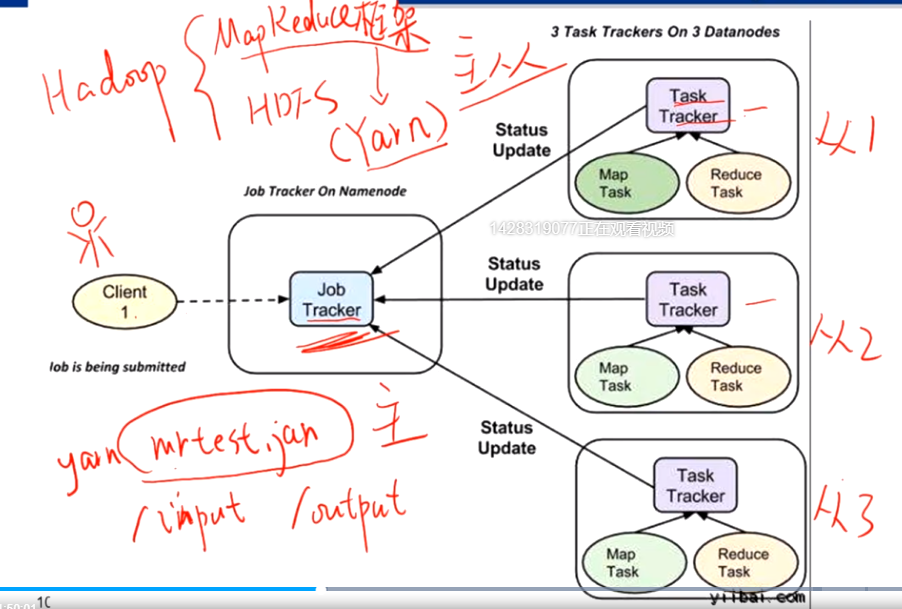 Hadoop
MapReduce框架
HDFS
(Yarn)
主从
3 Task Trackers On 3 Datanodes
Task
Tracker
Map
Task
Reduce
Task
从1
Status
Update
Job Tracker On Namenode
1428319077正在观看视频
Client
1
Job
Tracker
Status
Update
Task
Tracker
Map
Task
Reduce
Task
从2
Job is being submitted
主
yarn mrtest.jar
/input /output
Status
Update
Task
Tracker
Map
Task
Reduce
Task
从3
yiibai.com